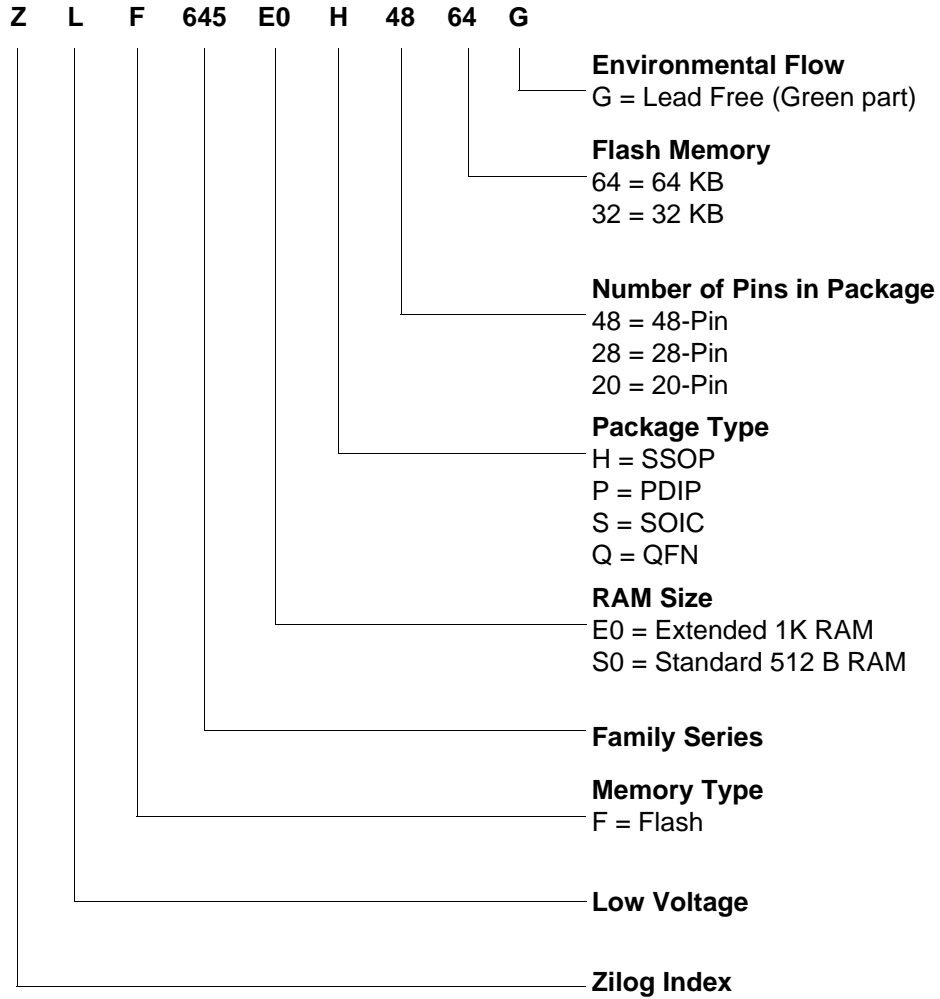 Z L F 645 E0 H 48 64 G
Environmental Flow
G = Lead Free (Green part)
Flash Memory
64 = 64 KB
32 = 32 KB
Number of Pins in Package
48 = 48-Pin
28 = 28-Pin
20 = 20-Pin
Package Type
H = SSOP
P = PDIP
S = SOIC
Q = QFN
RAM Size
E0 = Extended 1K RAM
S0 = Standard 512 B RAM
Family Series
Memory Type
F = Flash
Low Voltage
Zilog Index